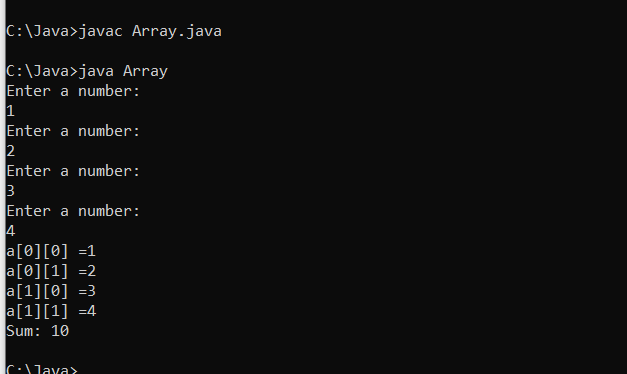 C:\Java>javac Array.java
C:\Java>java Array
Enter a number:
1
Enter a number:
2
Enter a number:
3
Enter a number:
4
a[0][0] =1
a[0][1] =2
a[1][0] =3
a[1][1] =4
Sum: 10
C:\Java>